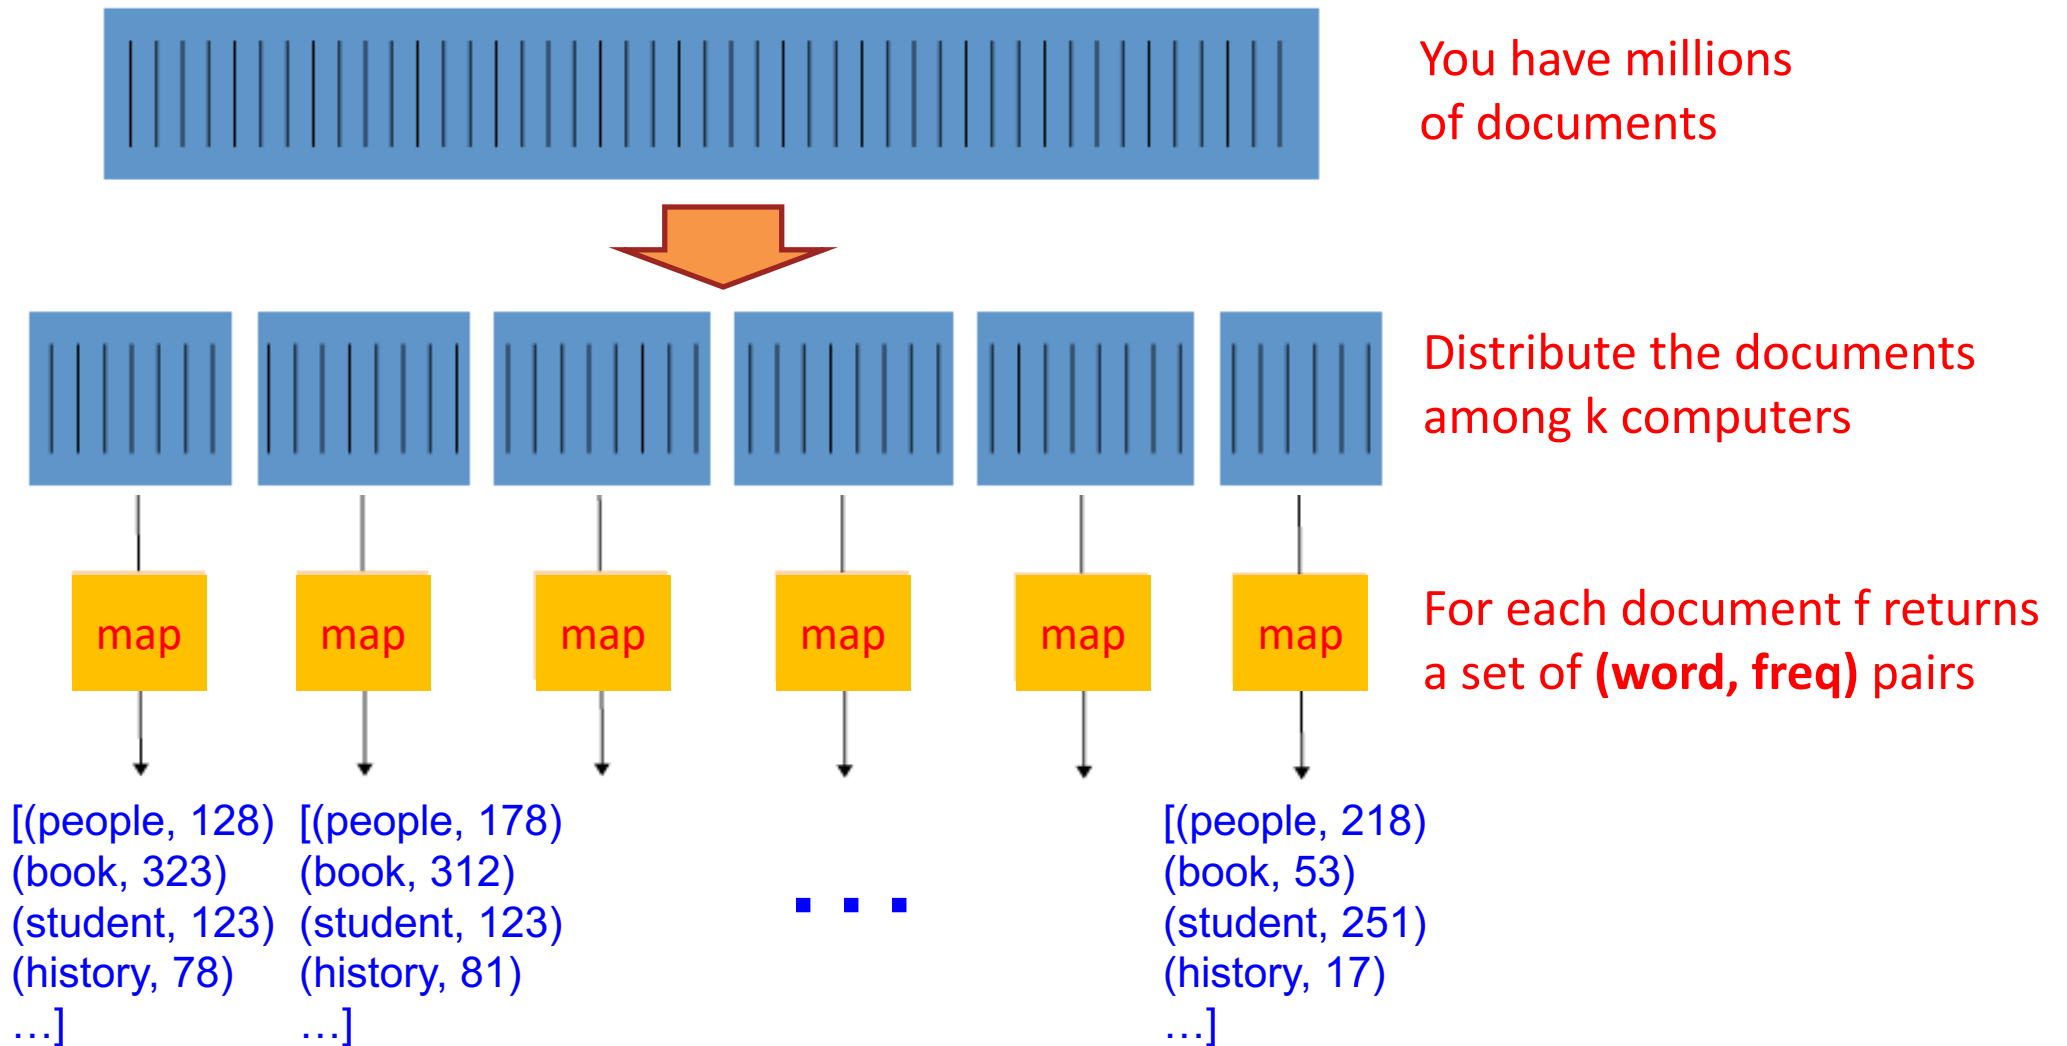 You have millions
of documents
Distribute the documents
among k computers
map map map map map map
For each document f returns
a set of (word, freq) pairs
[(people, 128)
(book, 323)
(student, 123)
(history, 78)
…]
[(people, 178)
(book, 312)
(student, 123)
(history, 81)
…]
...
[(people, 218)
(book, 53)
(student, 251)
(history, 17)
…]